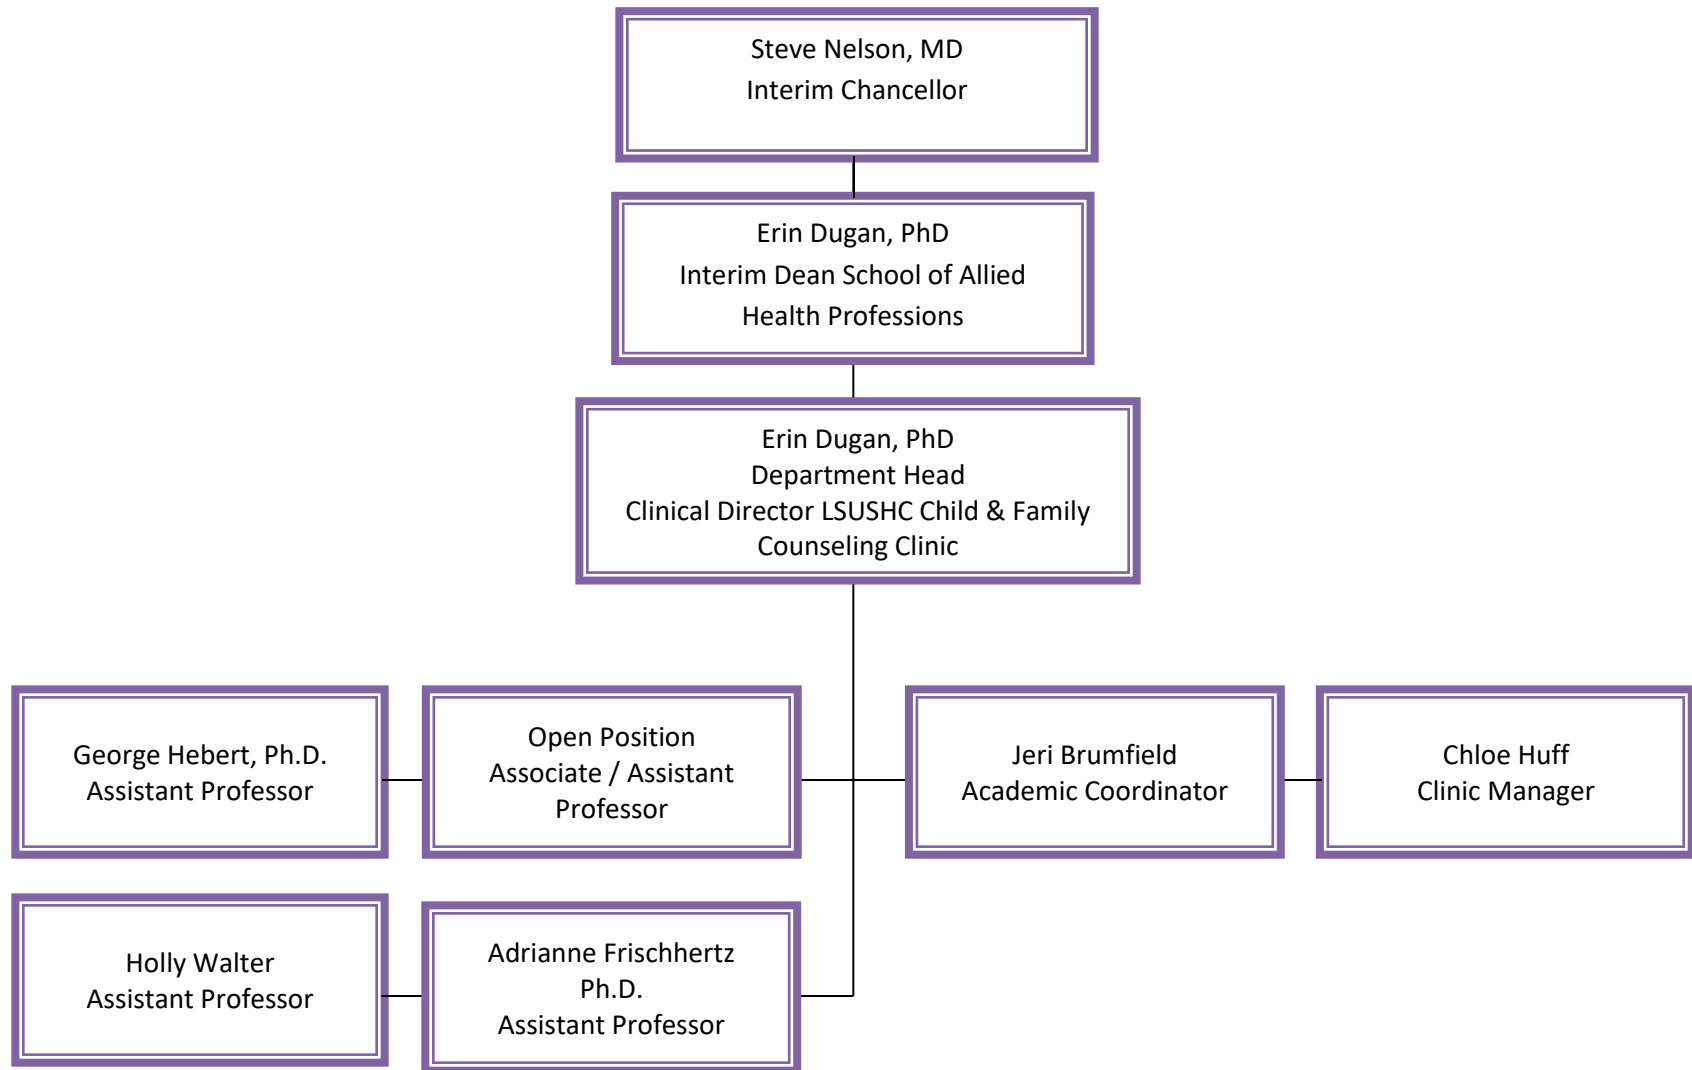 Steve Nelson, MD
Interim Chancellor
Erin Dugan, PhD
Interim Dean School of Allied
Health Professions
Erin Dugan, PhD
Department Head
Clinical Director LSUSHC Child & Family
Counseling Clinic
George Hebert, Ph.D.
Assistant Professor
Open Position
Associate / Assistant
Professor
Jeri Brumfield
Academic Coordinator
Chloe Huff
Clinic Manager
Holly Walter
Assistant Professor
Adrianne Frischhertz
Ph.D.
Assistant Professor